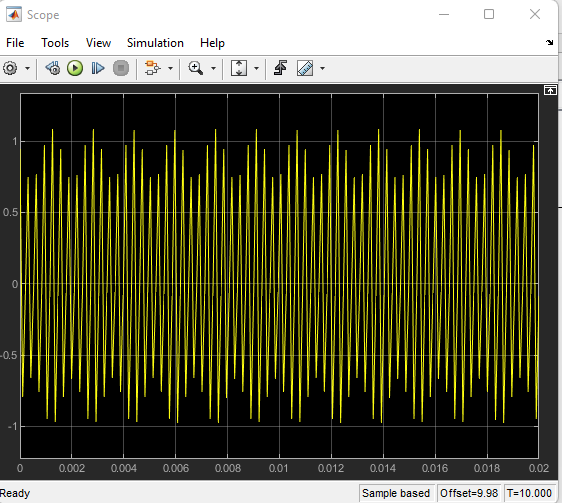 Scope
File Tools View Simulation Help
1
0.5
0
-0.5
-1
0 0.002 0.004 0.006 0.008 0.01 0.012 0.014 0.016 0.018 0.02
Ready Sample based Offset=9.98 T=10.000